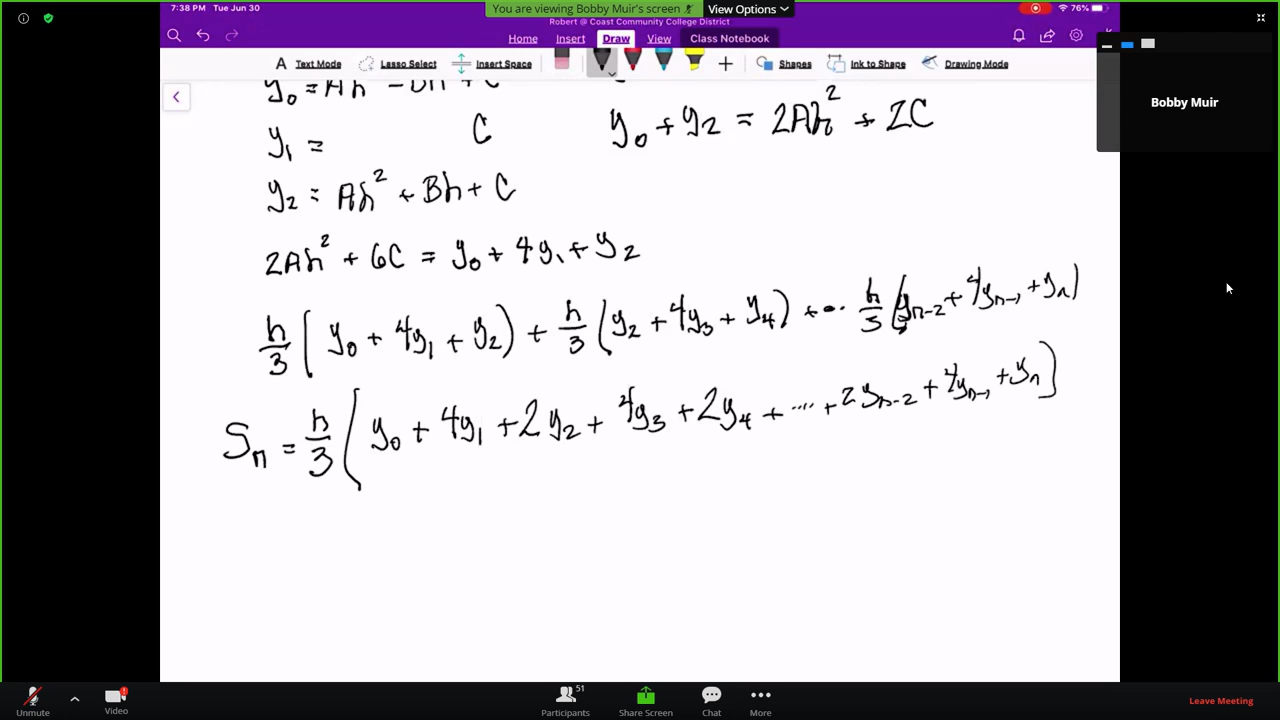 7:38 PM Tue Jun 30
You are viewing Bobby Muir's screen
View Options
76%
Robert @ Coast Community College District
Home Insert Draw View Class Notebook
Text Mode Lasso Select Insert Space Shapes Ink to Shape Drawing Mode
Bobby Muir
y₀ = Ah² - Bh + C
y₀ + y₂ = 2Ah² + 2C
y₁ = C
y₂ = Ah² + Bh + C
2Ah² + 6C = y₀ + 4y₁ + y₂
h/3 ( y₀ + 4y₁ + y₂ ) + h/3 ( y₂ + 4y₃ + y₄ ) + ... h/3 ( yₙ₋₂ + 4yₙ₋₁ + yₙ )
Sₙ = h/3 ( y₀ + 4y₁ + 2y₂ + 4y₃ + 2y₄ + .... + 2yₙ₋₂ + 4yₙ₋₁ + yₙ )
51
Unmute Video Participants Share Screen Chat More Leave Meeting